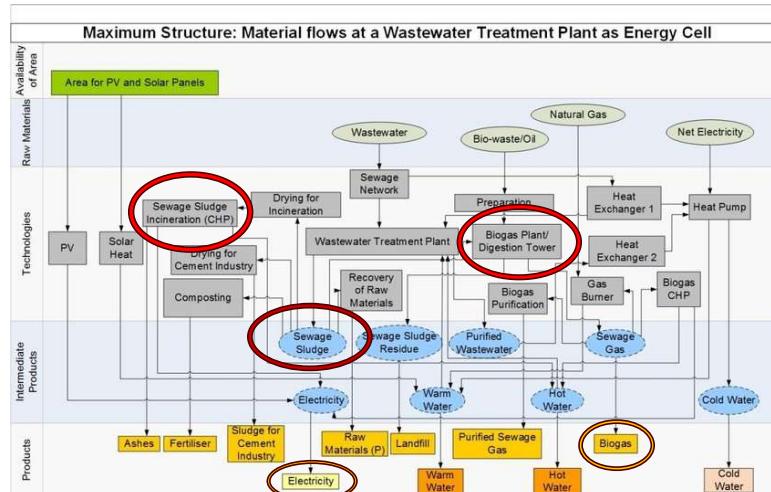 Maximum Structure: Material flows at a Wastewater Treatment Plant as Energy Cell
Availability
of Area
Area for PV and Solar Panels
Raw Materials
Wastewater
Bio-waste/Oil
Natural Gas
Net Electricity
Technologies
Sewage
Network
Preparation
Heat
Exchanger 1
Heat Pump
Sewage Sludge
Incineration (CHP)
Drying for
Incineration
PV
Solar
Heat
Drying for
Cement Industry
Wastewater Treatment Plant
Biogas Plant/
Digestion Tower
Heat
Exchanger 2
Composting
Recovery
of Raw
Materials
Biogas
Purification
Gas
Burner
Biogas
CHP
Intermediate
Products
Sewage
Sludge
Sewage Sludge
Residue
Purified
Wastewater
Sewage
Gas
Electricity
Warm
Water
Hot
Water
Cold Water
Products
Ashes
Fertiliser
Sludge for
Cement
Industry
Raw
Materials (P)
Landfill
Purified Sewage
Gas
Biogas
Electricity
Warm
Water
Hot
Water
Cold
Water